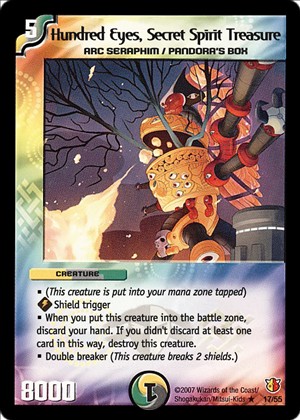 5
Hundred Eyes, Secret Spirit Treasure
ARC SERAPHIM / PANDORA'S BOX
CREATURE
• (This creature is put into your mana zone tapped)
• Shield trigger
• When you put this creature into the battle zone,
discard your hand. If you didn't discard at least one
card in this way, destroy this creature.
• Double breaker (This creature breaks 2 shields.)
8000
1
©2007 Wizards of the Coast/
Shogakukan/Mitsui-Kids ★ 17/55